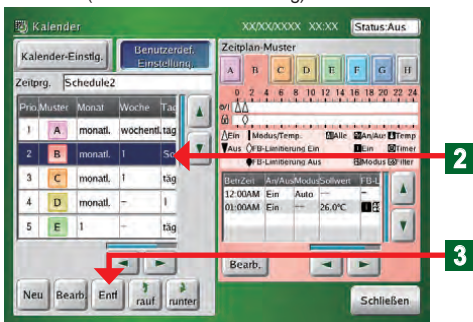 Kalender XX/XX/XXXX XX:XX Status:Aus
Kalender-Einstlg. Benutzerdef. Einstellung
Zeitprg. Schedule2
Prio. Muster Monat Woche Tag
1 A monatl. wöchentl. täg
2 B monatl. 1 So
3 C monatl. 1 täg
4 D monatl. - 1
5 E 1 täg
Neu Bearb. Entf rauf runter
Zeitplan-Muster
A B C D E F G H
0 2 4 6 8 10 12 14 16 18 20 22 24
Ein Modus/Temp. Alle An/Aus Temp
Aus FB-Limitierung Ein Ein Timer
FB-Limitierung Aus Modus Filter
BetrZeit An/Aus Modus Sollwert FB-L
12:00AM Ein Auto -- –
01:00AM Ein -- 26.0°C
Bearb.
Schließen
2
3